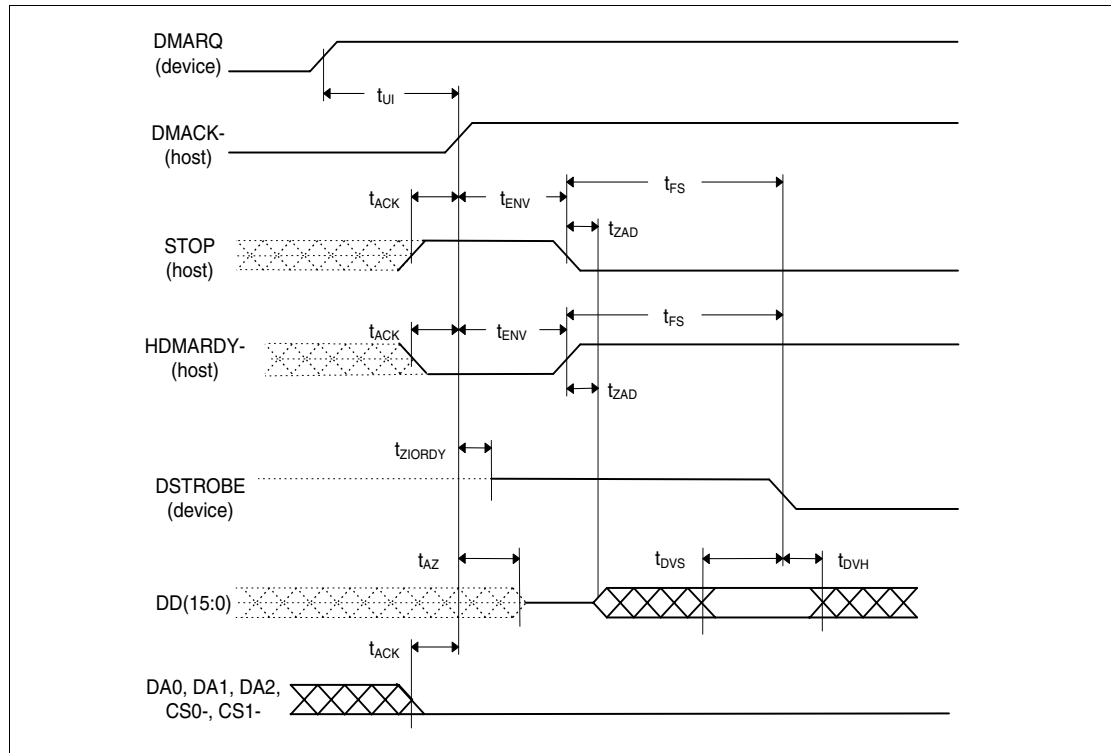 DMARQ
(device)
tUI
DMACK-
(host)
tACK
tENV
tFS
tZAD
STOP
(host)
tACK
tENV
tFS
HDMARDY-
(host)
tZAD
tZIORDY
DSTROBE
(device)
tAZ
tDVS
tDVH
DD(15:0)
tACK
DA0, DA1, DA2,
CS0-, CS1-